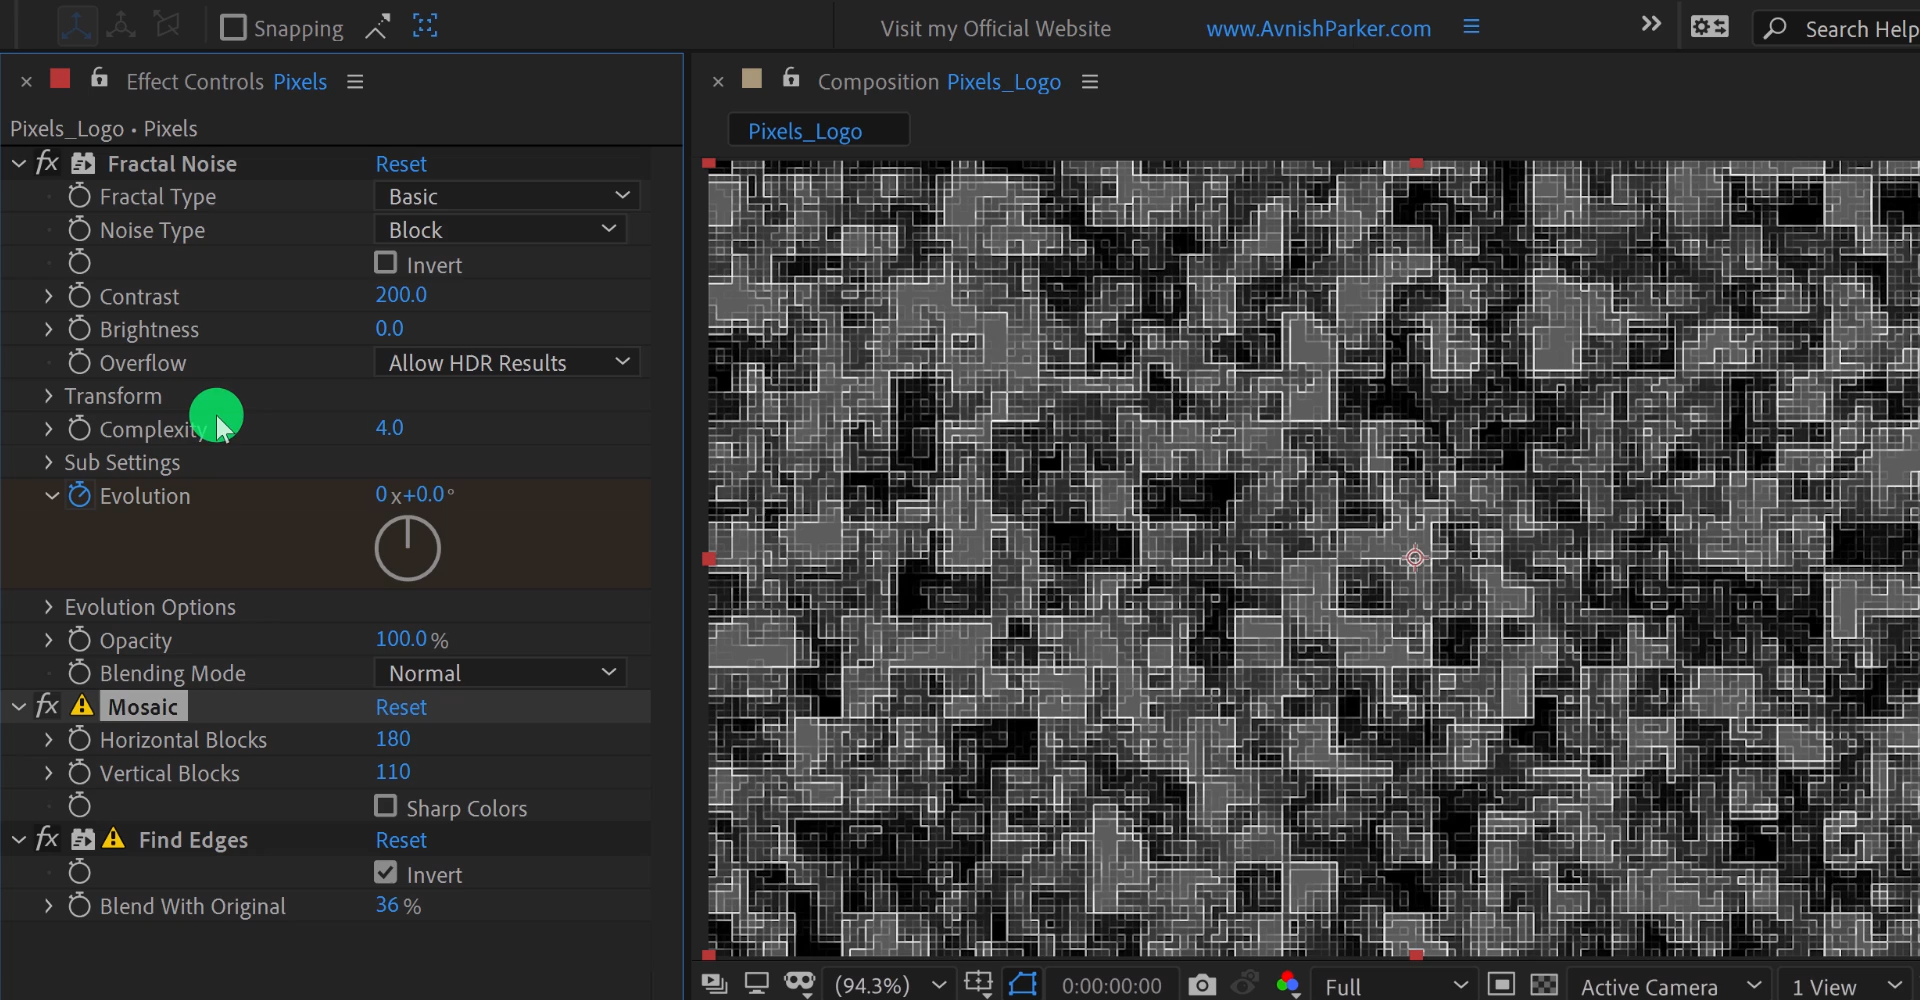 Snapping
Visit my Official Website
www.AvnishParker.com
Search Help
Effect Controls Pixels
Composition Pixels_Logo
Pixels_Logo • Pixels
Pixels_Logo
fx Fractal Noise Reset
Fractal Type Basic
Noise Type Block
Invert
Contrast 200.0
Brightness 0.0
Overflow Allow HDR Results
Transform
Complexity 4.0
Sub Settings
Evolution 0x+0.0°
Evolution Options
Opacity 100.0%
Blending Mode Normal
fx Mosaic Reset
Horizontal Blocks 180
Vertical Blocks 110
Sharp Colors
fx Find Edges Reset
Invert
Blend With Original 36%
(94.3%) 0:00:00:00 Full Active Camera 1 View